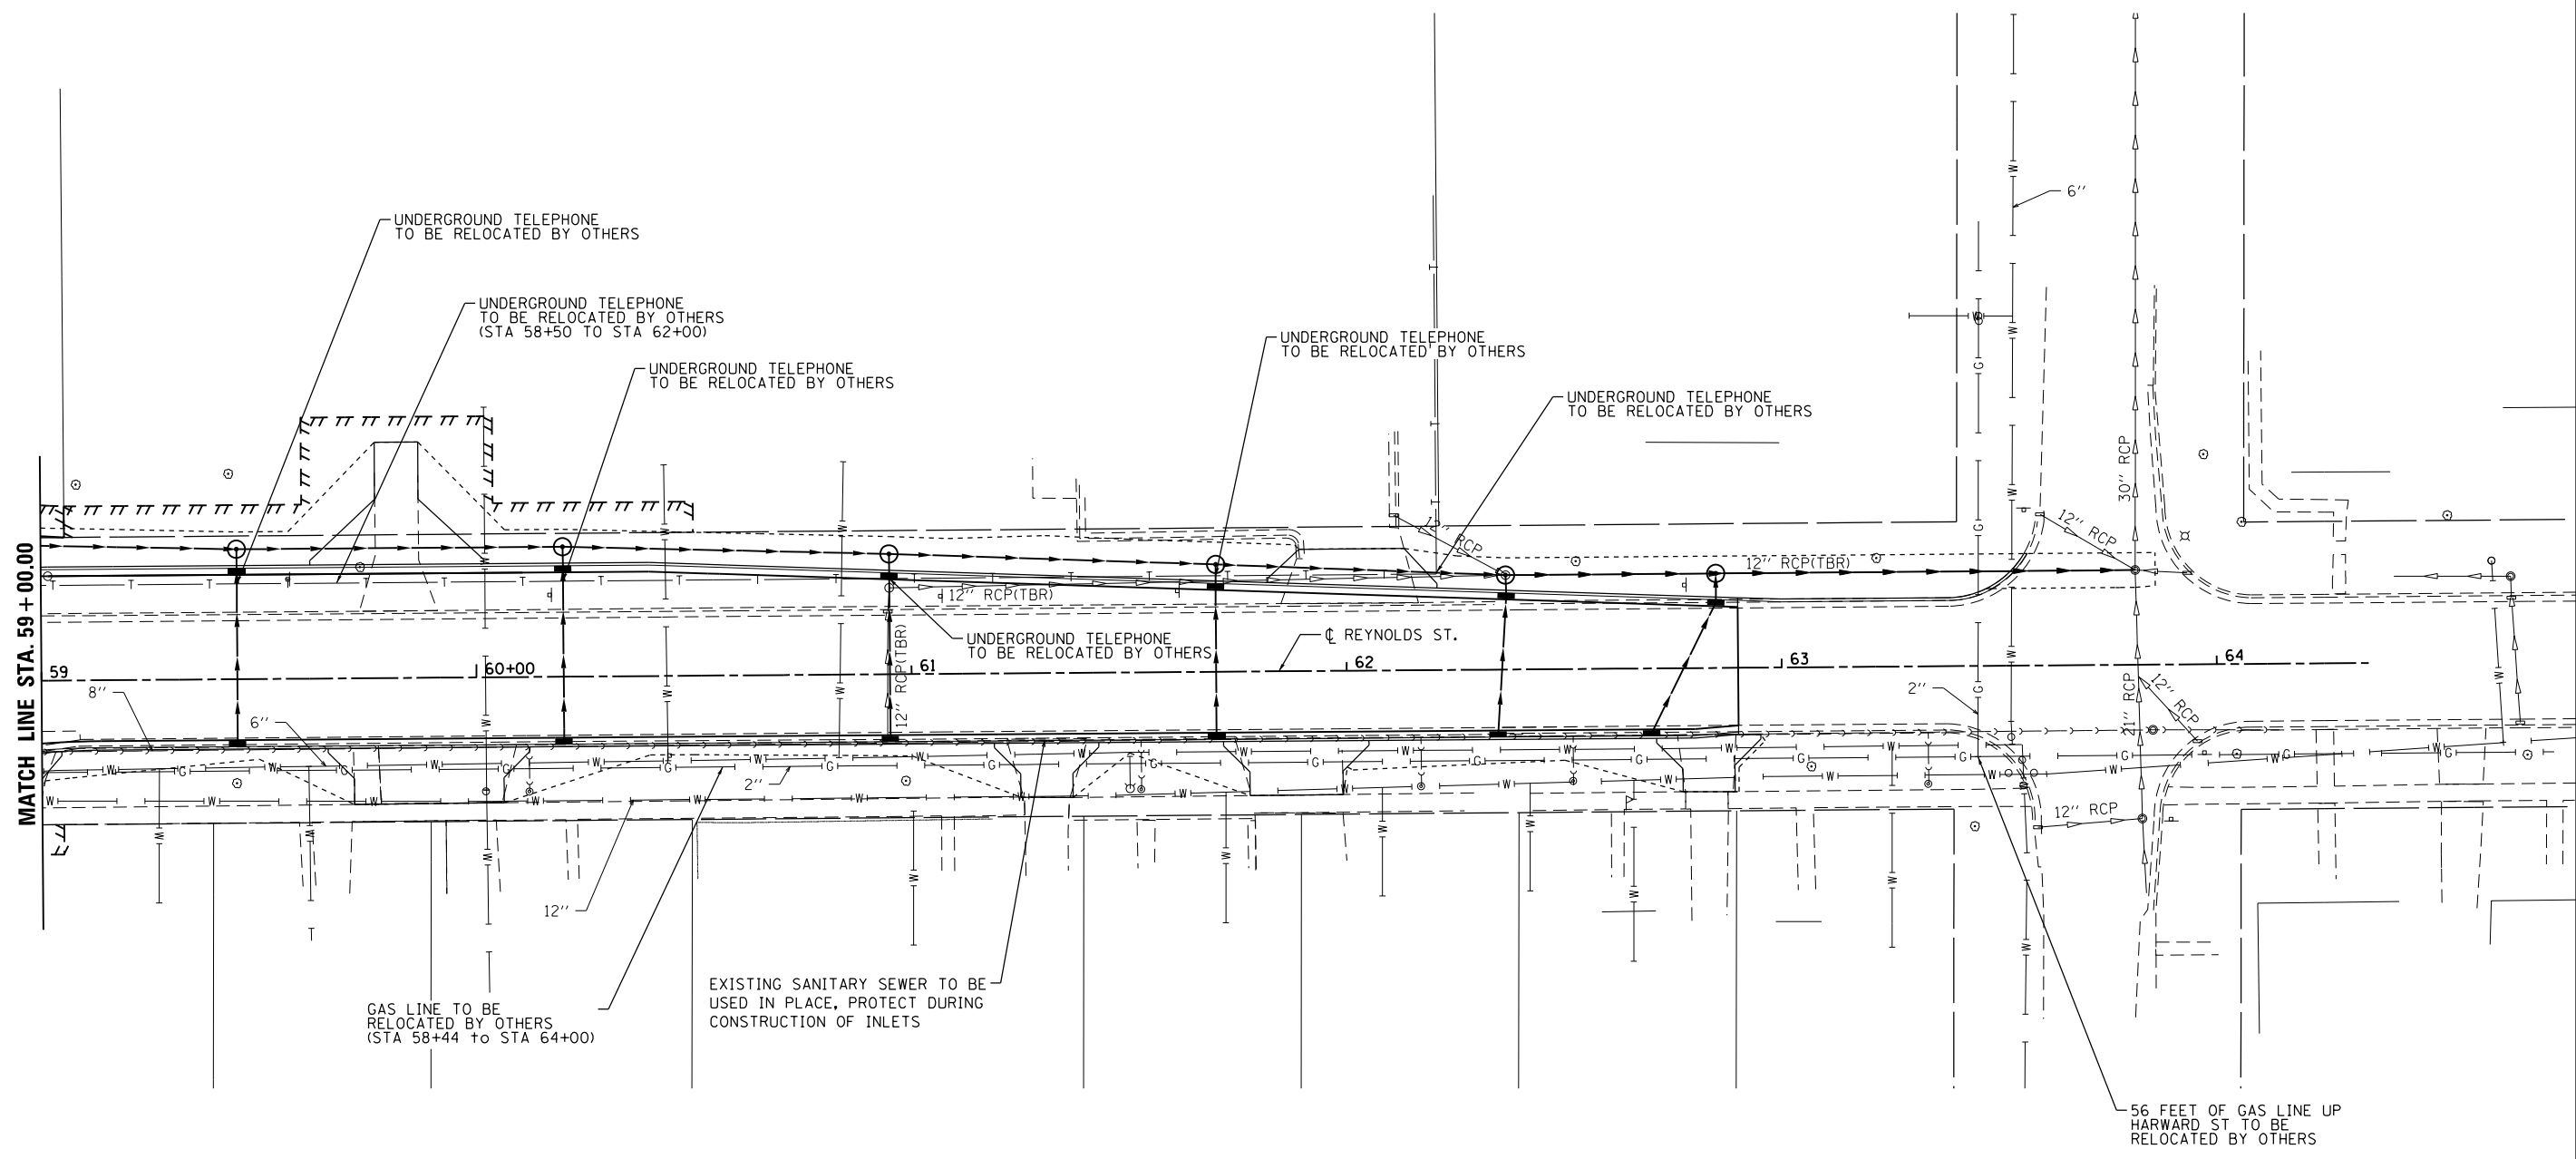 6''
UNDERGROUND TELEPHONE
TO BE RELOCATED BY OTHERS
UNDERGROUND TELEPHONE
TO BE RELOCATED BY OTHERS
(STA 58+50 TO STA 62+00)
UNDERGROUND TELEPHONE
TO BE RELOCATED BY OTHERS
UNDERGROUND TELEPHONE
TO BE RELOCATED BY OTHERS
UNDERGROUND TELEPHONE
TO BE RELOCATED BY OTHERS
30'' RCP
12'' RCP
12'' RCP
12'' RCP(TBR)
12'' RCP(TBR)
12'' RCP(TBR)
UNDERGROUND TELEPHONE
TO BE RELOCATED BY OTHERS
℄ REYNOLDS ST.
MATCH LINE STA. 59+00.00
59
60+00
61
62
63
64
8''
6''
2''
2''
21'' RCP
12'' RCP
12'' RCP
12''
EXISTING SANITARY SEWER TO BE
USED IN PLACE, PROTECT DURING
CONSTRUCTION OF INLETS
GAS LINE TO BE
RELOCATED BY OTHERS
(STA 58+44 to STA 64+00)
56 FEET OF GAS LINE UP
HARWARD ST TO BE
RELOCATED BY OTHERS